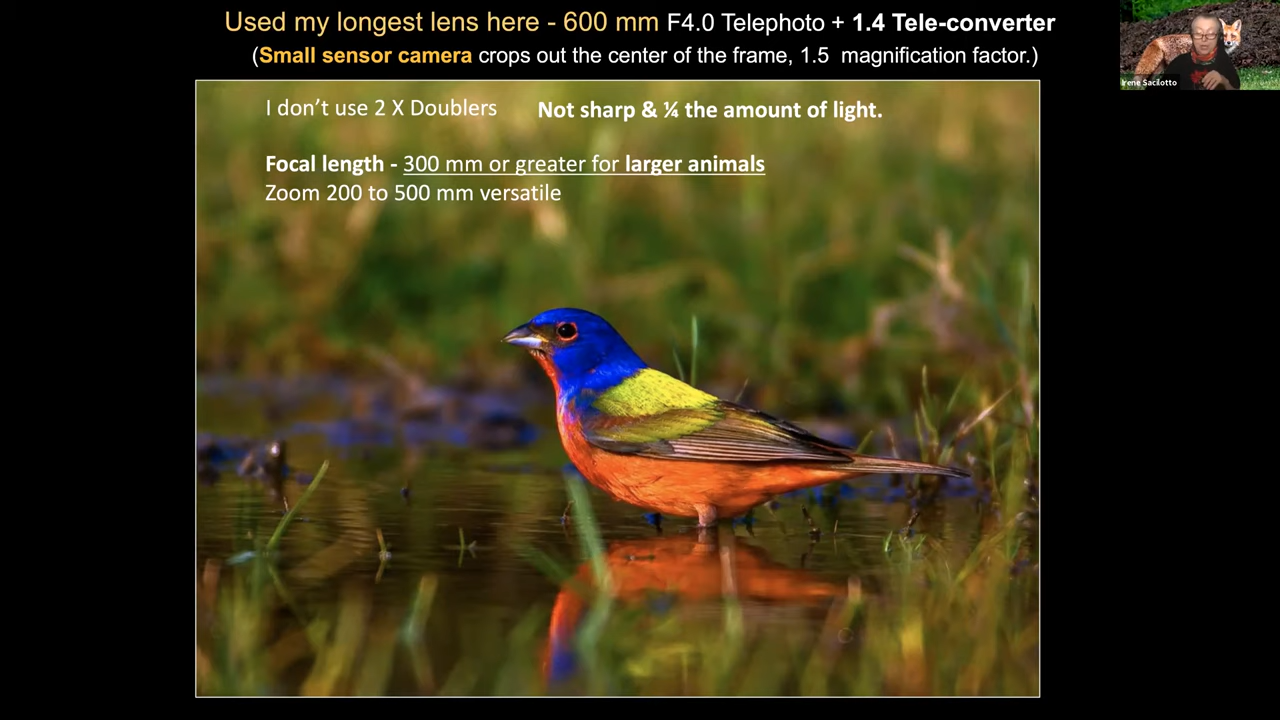 Used my longest lens here - 600 mm F4.0 Telephoto + 1.4 Tele-converter
(Small sensor camera crops out the center of the frame, 1.5 magnification factor.)
I don’t use 2 X Doublers Not sharp & ¼ the amount of light.
Focal length - 300 mm or greater for larger animals
Zoom 200 to 500 mm versatile
Irene Sacilotto